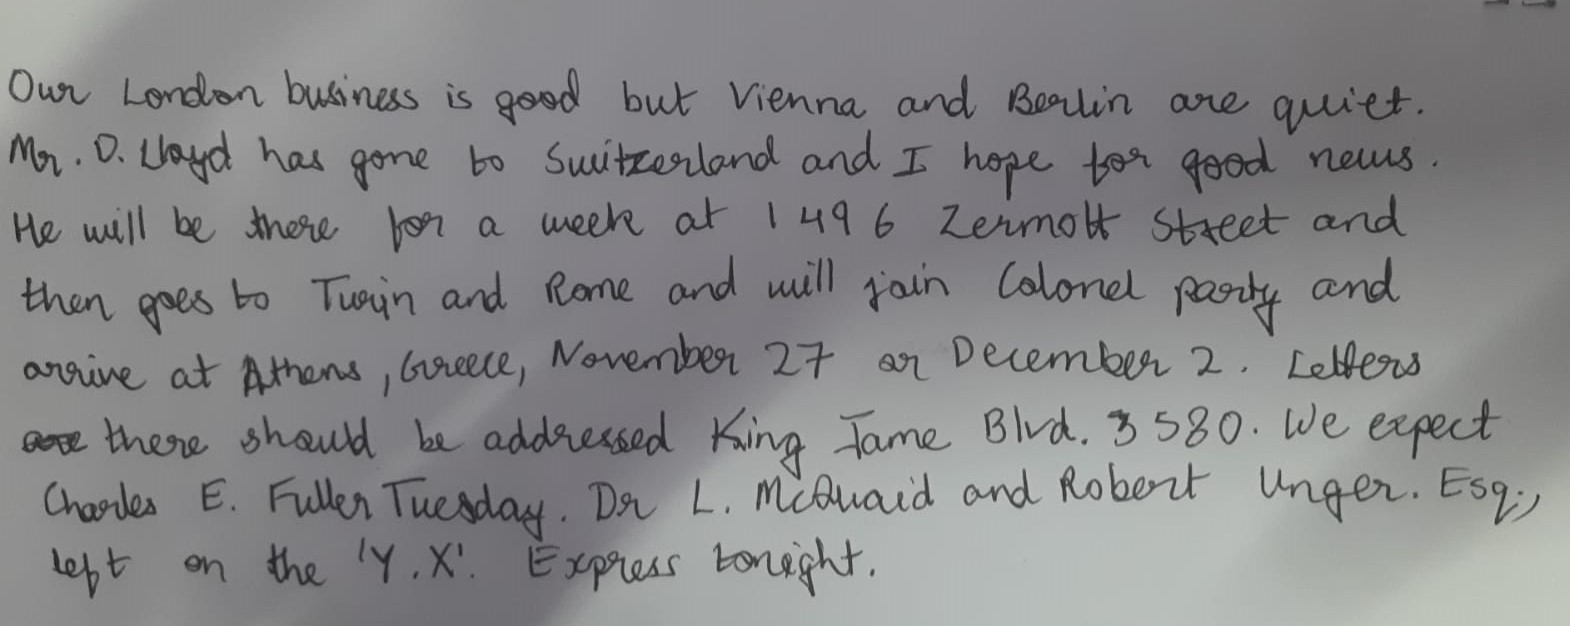 Our London business is good but Vienna and Berlin are quiet.
Mr. D. Lloyd has gone to Switzerland and I hope for good news.
He will be there for a week at 1496 Zermott Street and
then goes to Turin and Rome and will join Colonel party and
arrive at Athens, Greece, November 27 or December 2. Letters
there should be addressed King Jame Blvd. 3580. We expect
Charles E. Fuller Tuesday. Dr L. McQuaid and Robert Unger. Esq.,
left on the 'Y.X'. Express tonight.